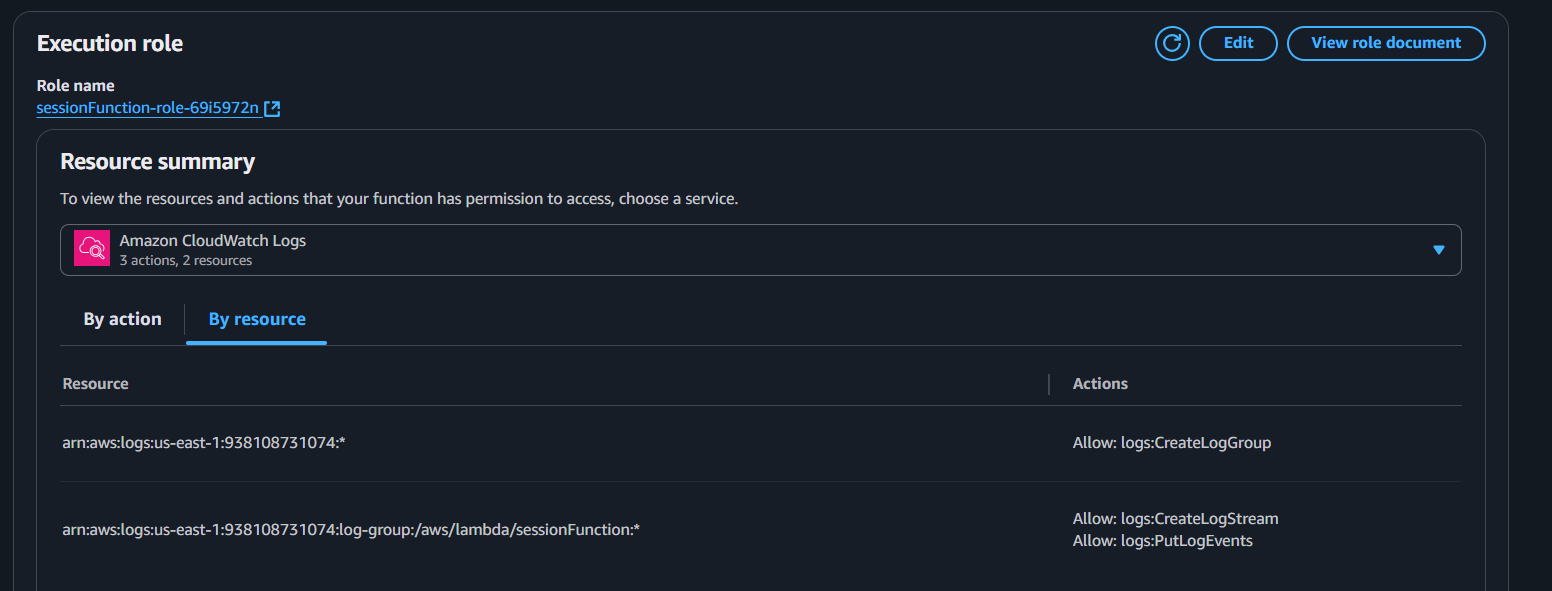 Execution role
Edit
View role document
Role name
sessionFunction-role-69i5972n
Resource summary
To view the resources and actions that your function has permission to access, choose a service.
Amazon CloudWatch Logs
3 actions, 2 resources
By action
By resource
Resource
Actions
arn:aws:logs:us-east-1:938108731074:*
Allow: logs:CreateLogGroup
arn:aws:logs:us-east-1:938108731074:log-group:/aws/lambda/sessionFunction:*
Allow: logs:CreateLogStream
Allow: logs:PutLogEvents